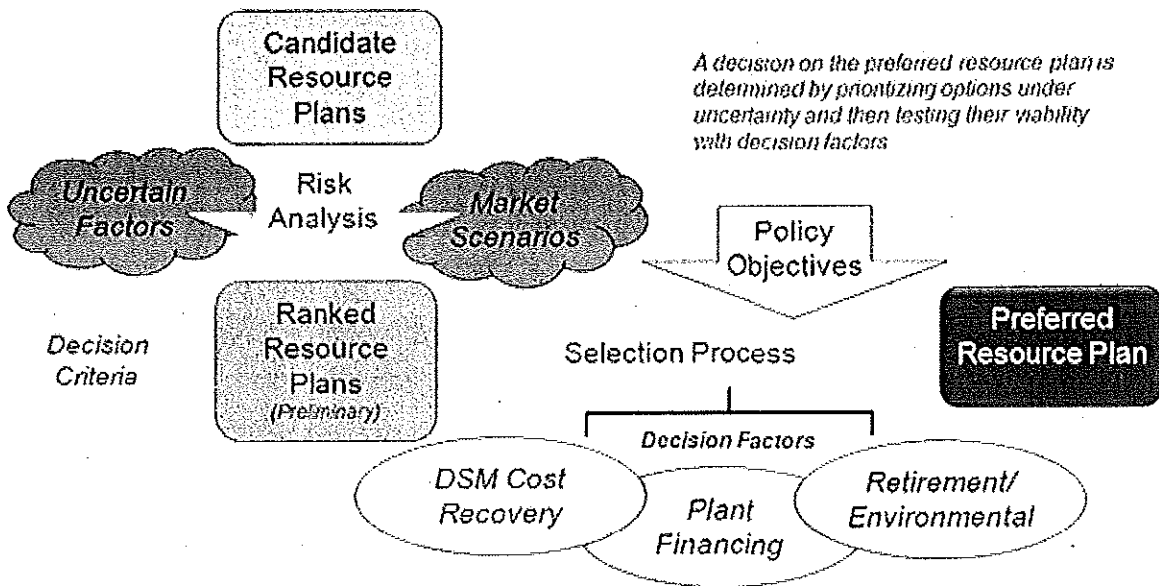 Candidate
Resource
Plans
A decision on the preferred resource plan is
determined by prioritizing options under
uncertainty and then testing their viability
with decision factors
Uncertain
Factors
Risk
Analysis
Market
Scenarios
Policy
Objectives
Decision
Criteria
Ranked
Resource
Plans
(Preliminary)
Selection Process
Preferred
Resource Plan
Decision Factors
DSM Cost
Recovery
Plant
Financing
Retirement/
Environmental